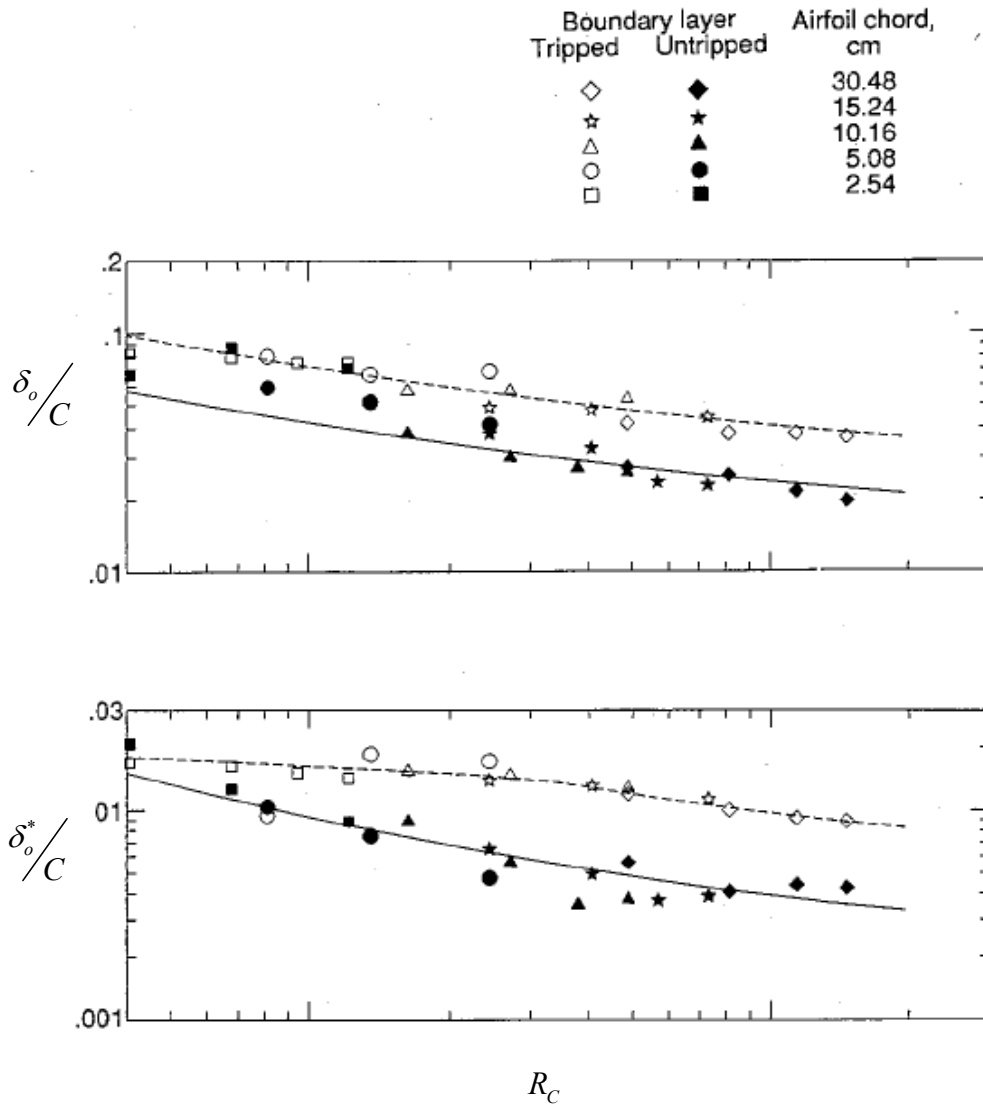 Boundary layer Airfoil chord,
Tripped Untripped cm
30.48
15.24
10.16
5.08
2.54
.2
.1
δₒ/C
.01
.03
.01
δₒ*/C
.001
R_C